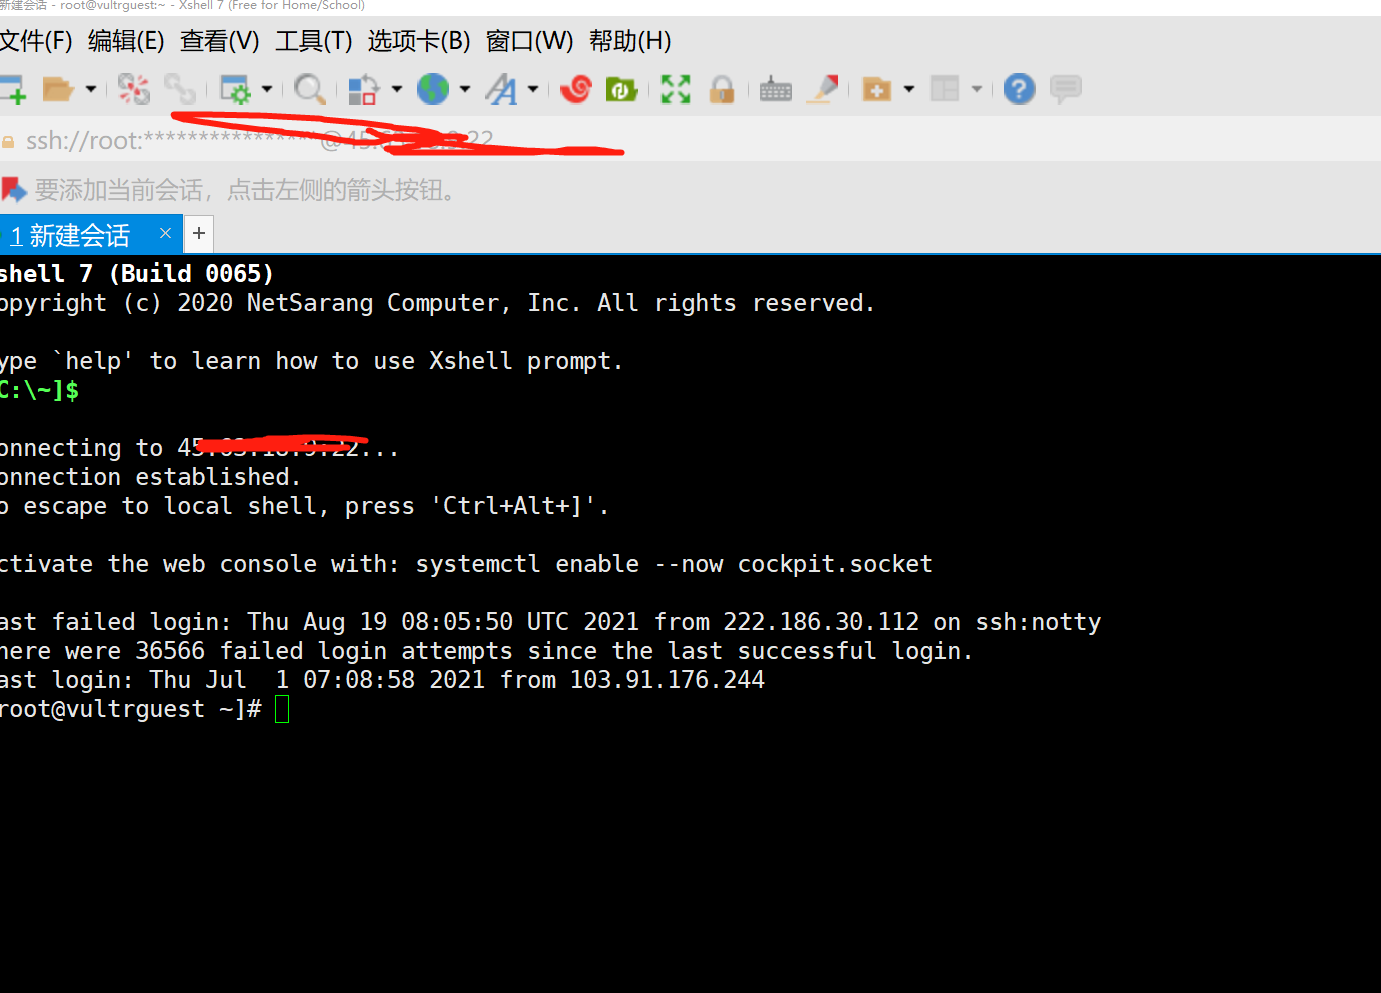 新建会话 - root@vultrguest:~ - Xshell 7 (Free for Home/School)
文件(F) 编辑(E) 查看(V) 工具(T) 选项卡(B) 窗口(W) 帮助(H)
ssh://root:****************@45.
要添加当前会话，点击左侧的箭头按钮。
1 新建会话 × +
shell 7 (Build 0065)
opyright (c) 2020 NetSarang Computer, Inc. All rights reserved.
ype `help' to learn how to use Xshell prompt.
C:\~]$
onnecting to 45 ...
onnection established.
o escape to local shell, press 'Ctrl+Alt+]'.
ctivate the web console with: systemctl enable --now cockpit.socket
ast failed login: Thu Aug 19 08:05:50 UTC 2021 from 222.186.30.112 on ssh:notty
here were 36566 failed login attempts since the last successful login.
ast login: Thu Jul  1 07:08:58 2021 from 103.91.176.244
root@vultrguest ~]#